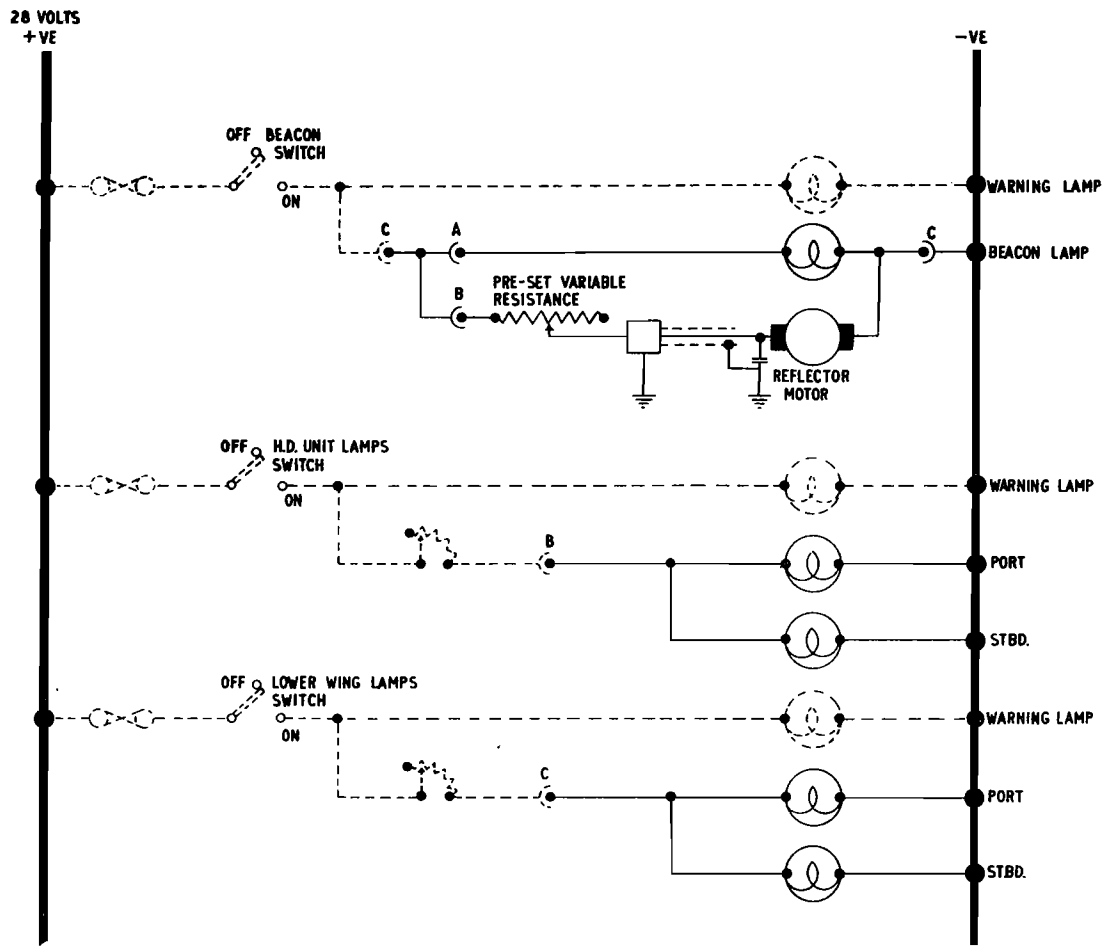 28 VOLTS
+VE
-VE
OFF BEACON
SWITCH
ON
WARNING LAMP
C
A
C
BEACON LAMP
B
PRE-SET VARIABLE
RESISTANCE
REFLECTOR
MOTOR
OFF H.D. UNIT LAMPS
SWITCH
ON
WARNING LAMP
B
PORT
STBD.
OFF LOWER WING LAMPS
SWITCH
ON
WARNING LAMP
C
PORT
STBD.